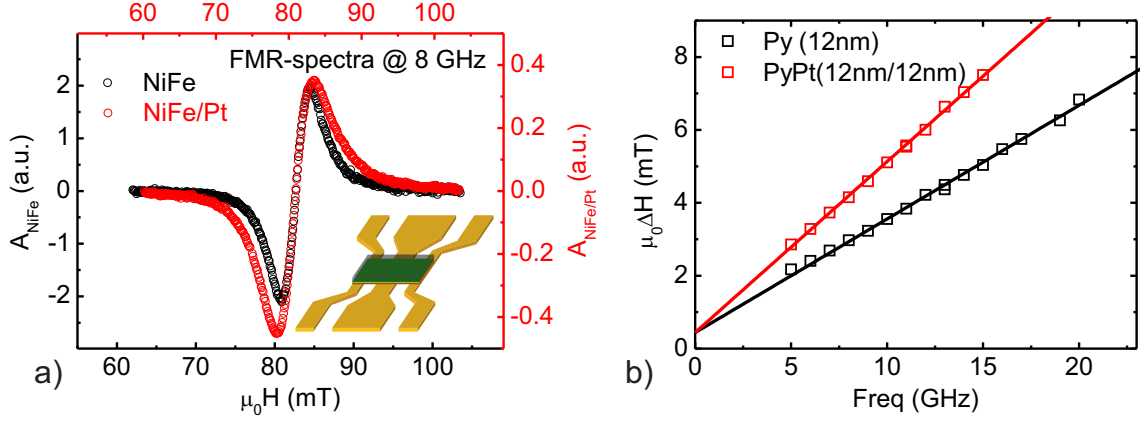 60 70 80 90 100
FMR-spectra @ 8 GHz
NiFe
NiFe/Pt
2
1
0
-1
-2
A_NiFe (a.u.)
0.4
0.2
0.0
-0.2
-0.4
A_NiFe/Pt (a.u.)
60 70 80 90 100
μ₀H (mT)
a)
Py (12nm)
PyPt(12nm/12nm)
8
6
4
2
0
μ₀ΔH (mT)
0 5 10 15 20
Freq (GHz)
b)